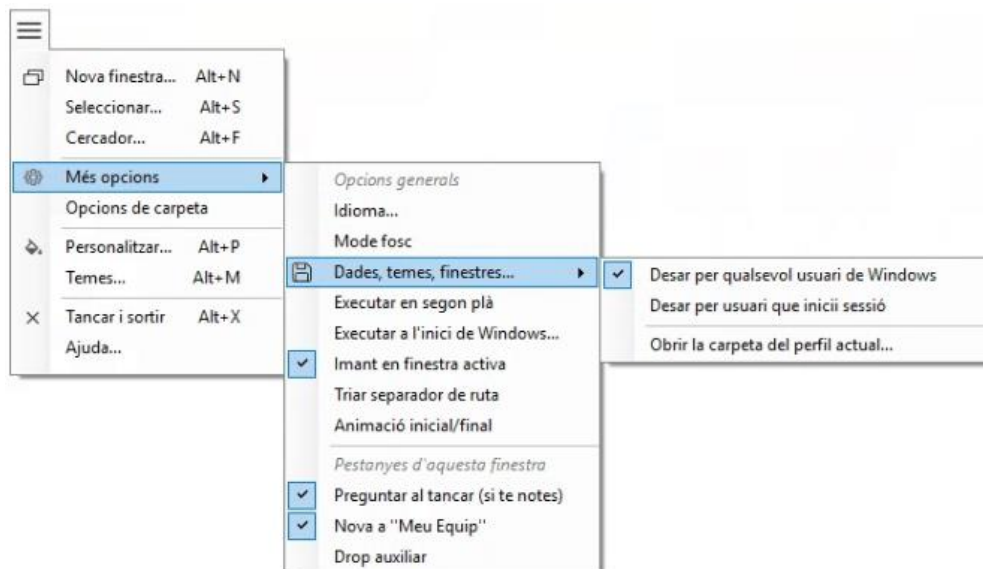 Nova finestra... Alt+N
Seleccionar... Alt+S
Cercador... Alt+F
Més opcions
Opcions de carpeta
Personalitzar... Alt+P
Temes... Alt+M
Tancar i sortir Alt+X
Ajuda...
Opcions generals
Idioma...
Mode fosc
Dades, temes, finestres...
Executar en segon plà
Executar a l'inici de Windows...
Imant en finestra activa
Triar separador de ruta
Animació inicial/final
Pestanyes d'aquesta finestra
Preguntar al tancar (si te notes)
Nova a "Meu Equip"
Drop auxiliar
Desar per qualsevol usuari de Windows
Desar per usuari que inicii sessió
Obrir la carpeta del perfil actual...